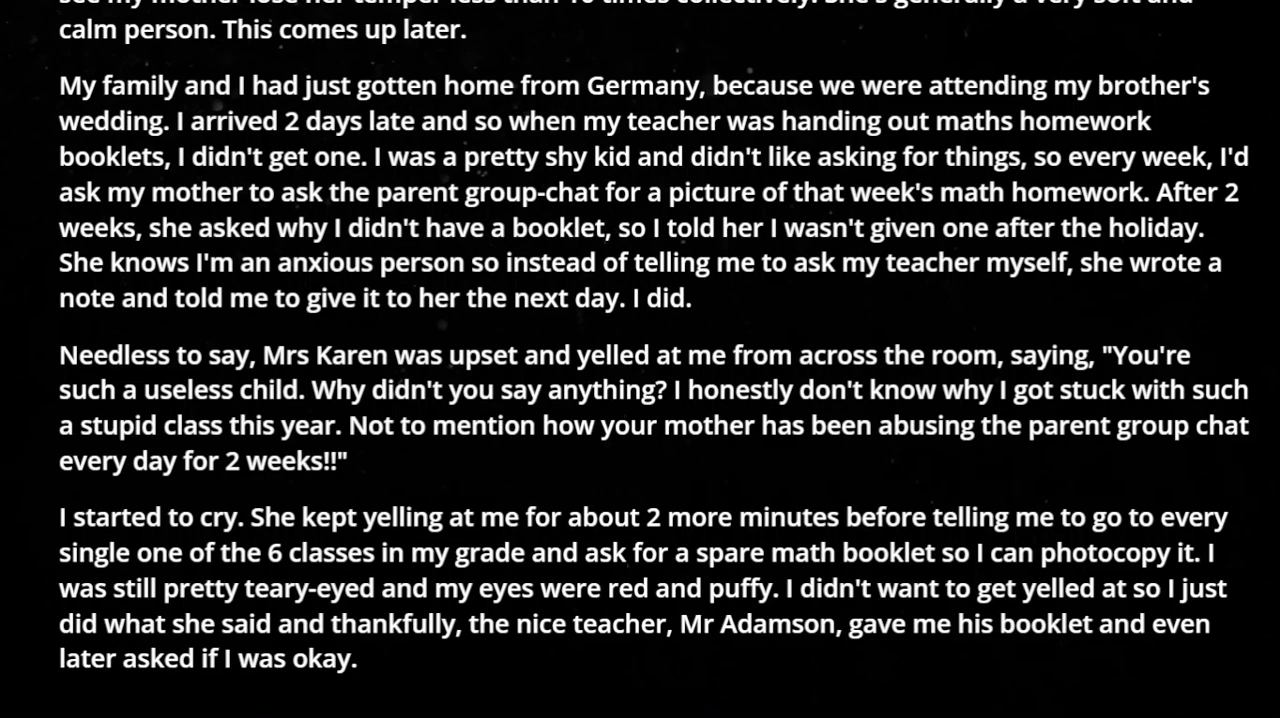 calm person. This comes up later.
My family and I had just gotten home from Germany, because we were attending my brother's
wedding. I arrived 2 days late and so when my teacher was handing out maths homework
booklets, I didn't get one. I was a pretty shy kid and didn't like asking for things, so every week, I'd
ask my mother to ask the parent group-chat for a picture of that week's math homework. After 2
weeks, she asked why I didn't have a booklet, so I told her I wasn't given one after the holiday.
She knows I'm an anxious person so instead of telling me to ask my teacher myself, she wrote a
note and told me to give it to her the next day. I did.
Needless to say, Mrs Karen was upset and yelled at me from across the room, saying, "You're
such a useless child. Why didn't you say anything? I honestly don't know why I got stuck with such
a stupid class this year. Not to mention how your mother has been abusing the parent group chat
every day for 2 weeks!!"
I started to cry. She kept yelling at me for about 2 more minutes before telling me to go to every
single one of the 6 classes in my grade and ask for a spare math booklet so I can photocopy it. I
was still pretty teary-eyed and my eyes were red and puffy. I didn't want to get yelled at so I just
did what she said and thankfully, the nice teacher, Mr Adamson, gave me his booklet and even
later asked if I was okay.